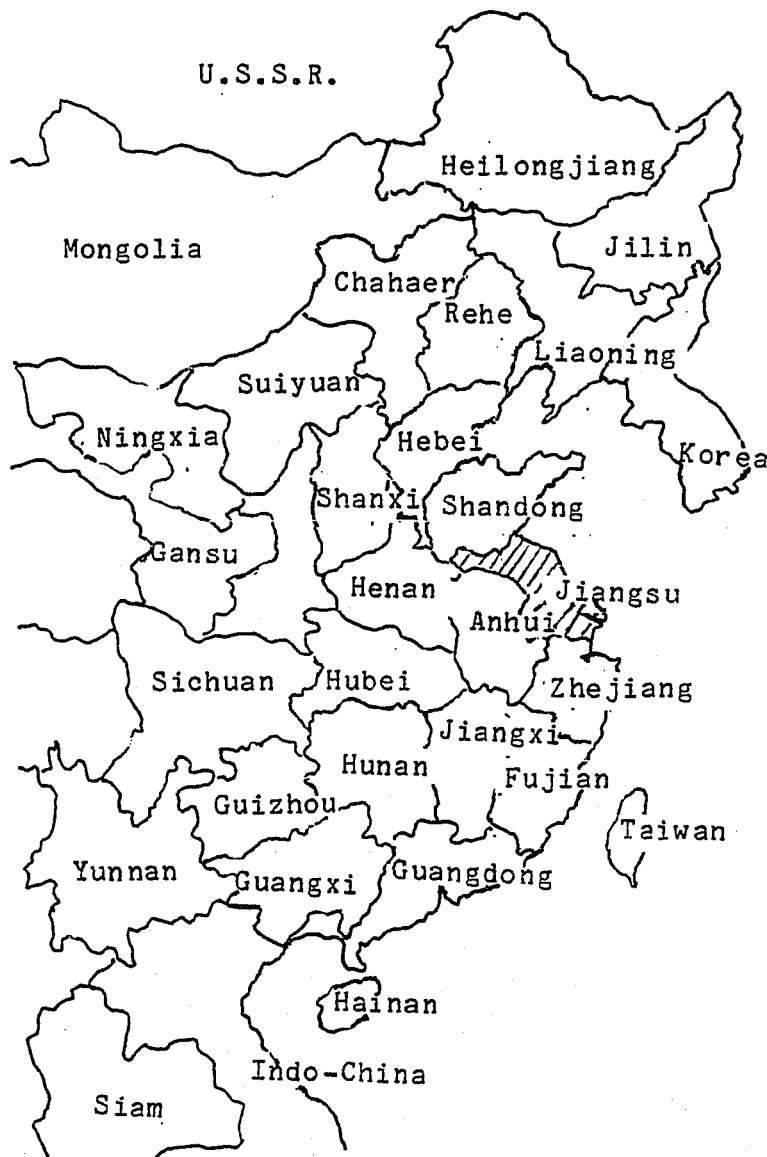 U.S.S.R.
Heilongjiang
Mongolia
Jilin
Chahaer
Rehe
Liaoning
Suiyuan
Ningxia
Hebei
Korea
Shanxi
Shandong
Gansu
Henan
Jiangsu
Anhui
Sichuan
Hubei
Zhejiang
Jiangxi
Hunan
Fujian
Guizhou
Taiwan
Yunnan
Guangxi
Guangdong
Hainan
Indo-China
Siam